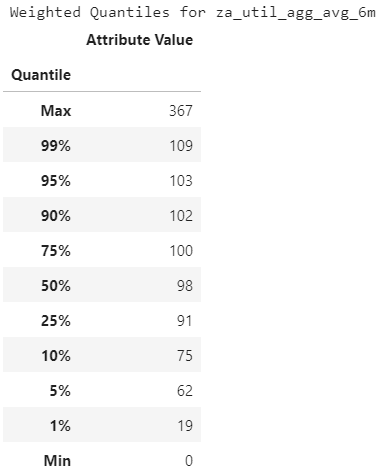 Weighted Quantiles for za_util_agg_avg_6m
Attribute Value
Quantile
Max 367
99% 109
95% 103
90% 102
75% 100
50% 98
25% 91
10% 75
5% 62
1% 19
Min 0